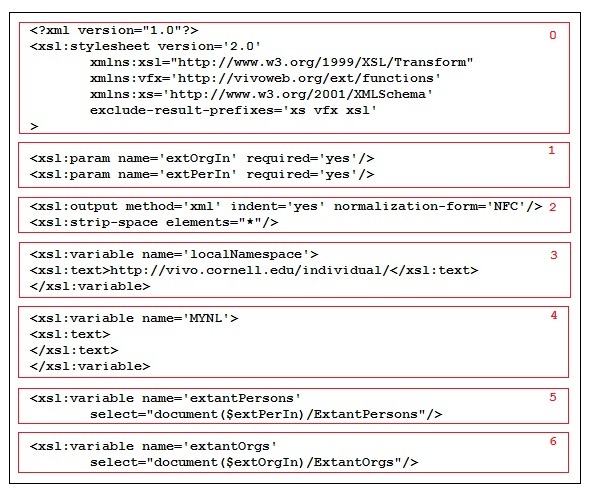 <?xml version="1.0"?>
0
<xsl:stylesheet version='2.0'
xmlns:xsl="http://www.w3.org/1999/XSL/Transform"
xmlns:vfx='http://vivoweb.org/ext/functions'
xmlns:xs='http://www.w3.org/2001/XMLSchema'
exclude-result-prefixes='xs vfx xsl'
>
1
<xsl:param name='extOrgIn' required='yes'/>
<xsl:param name='extPerIn' required='yes'/>
<xsl:output method='xml' indent='yes' normalization-form='NFC'/> 2
<xsl:strip-space elements="*"/>
<xsl:variable name='localNamespace'> 3
<xsl:text>http://vivo.cornell.edu/individual/</xsl:text>
</xsl:variable>
<xsl:variable name='MYNL'> 4
<xsl:text>
</xsl:text>
</xsl:variable>
<xsl:variable name='extantPersons' 5
select="document($extPerIn)/ExtantPersons"/>
<xsl:variable name='extantOrgs' 6
select="document($extOrgIn)/ExtantOrgs"/>